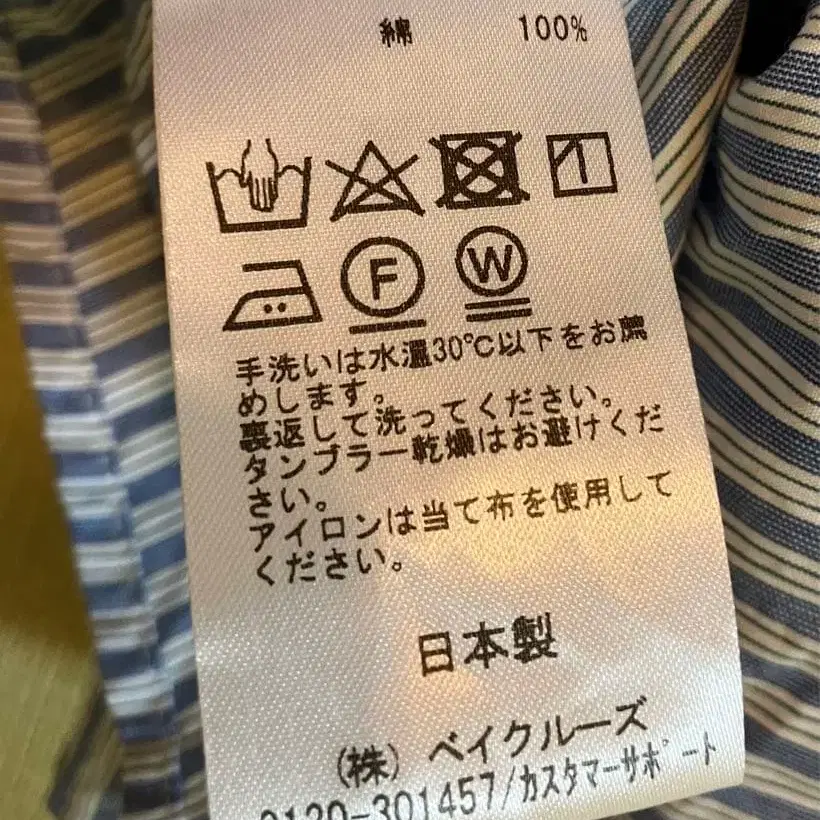 綿 100%
F W
手洗いは水温30℃以下をお薦
めします。
裏返して洗ってください。
タンブラー乾燥はお避けくだ
さい。
アイロンは当て布を使用して
ください。
日本製
(株) ベイクルーズ
0120-301457/カスタマーサポート